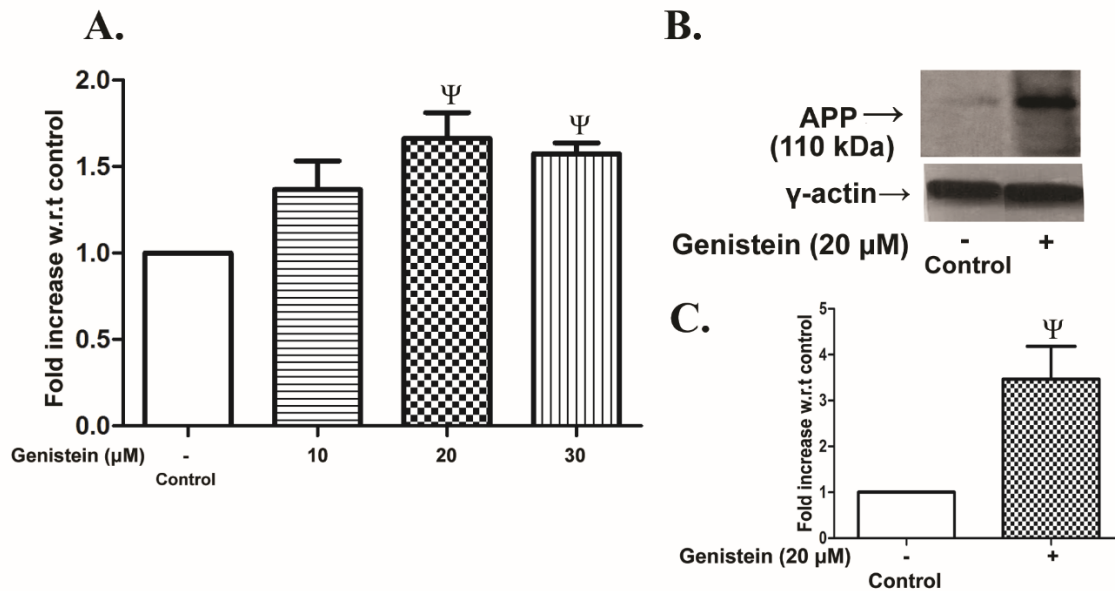 A.
Fold increase w.r.t control
2.0
1.5
1.0
0.5
0.0
Ψ
Ψ
Genistein (µM) - 10 20 30
Control
B.
APP→
(110 kDa)
γ-actin→
Genistein (20 µM) - +
Control
C.
Fold increase w.r.t control
5
4
3
2
1
0
Ψ
Genistein (20 µM) - +
Control